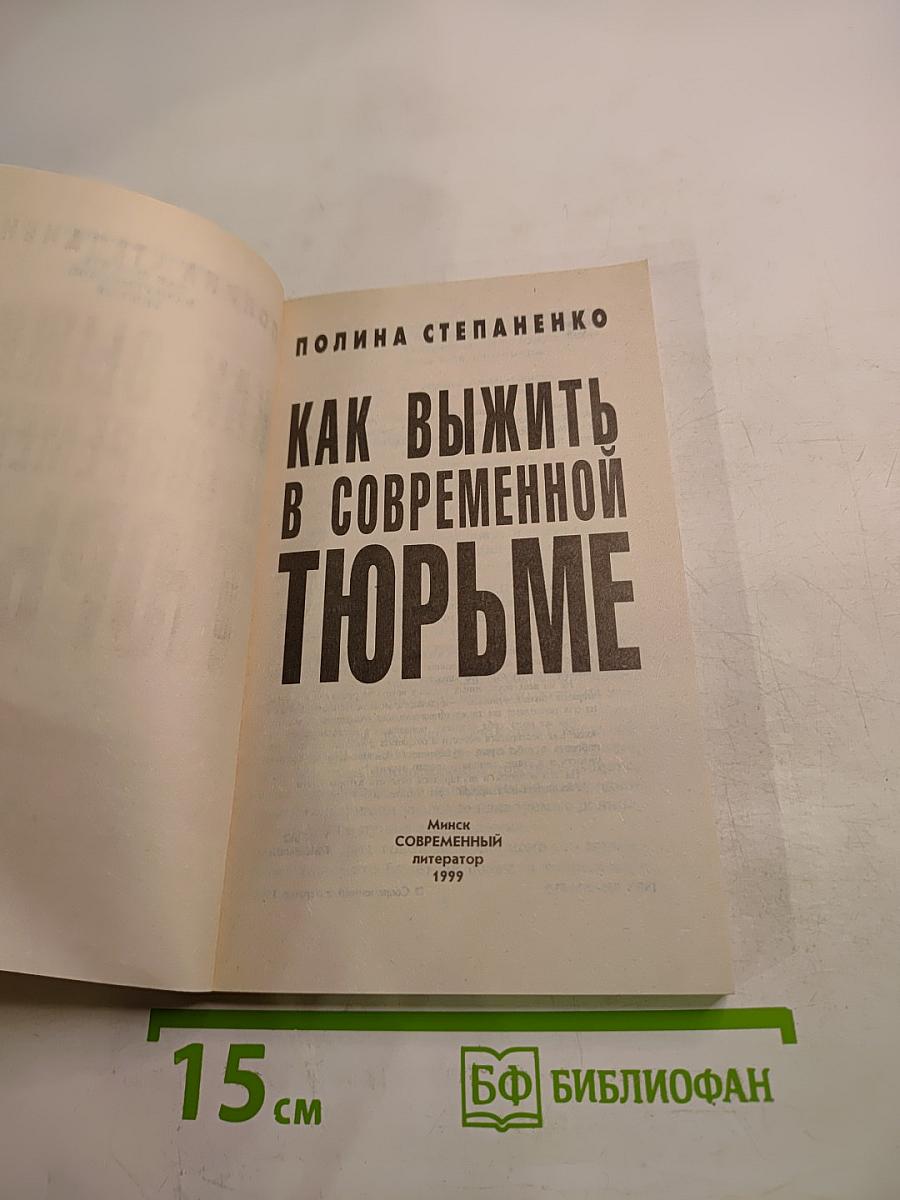 ПОЛИНА СТЕПАНЕНКО
КАК ВЫЖИТЬ
В СОВРЕМЕННОЙ
ТЮРЬМЕ
Минск
СОВРЕМЕННЫЙ
литератор
1999
15 см
БФ БИБЛИОФАН